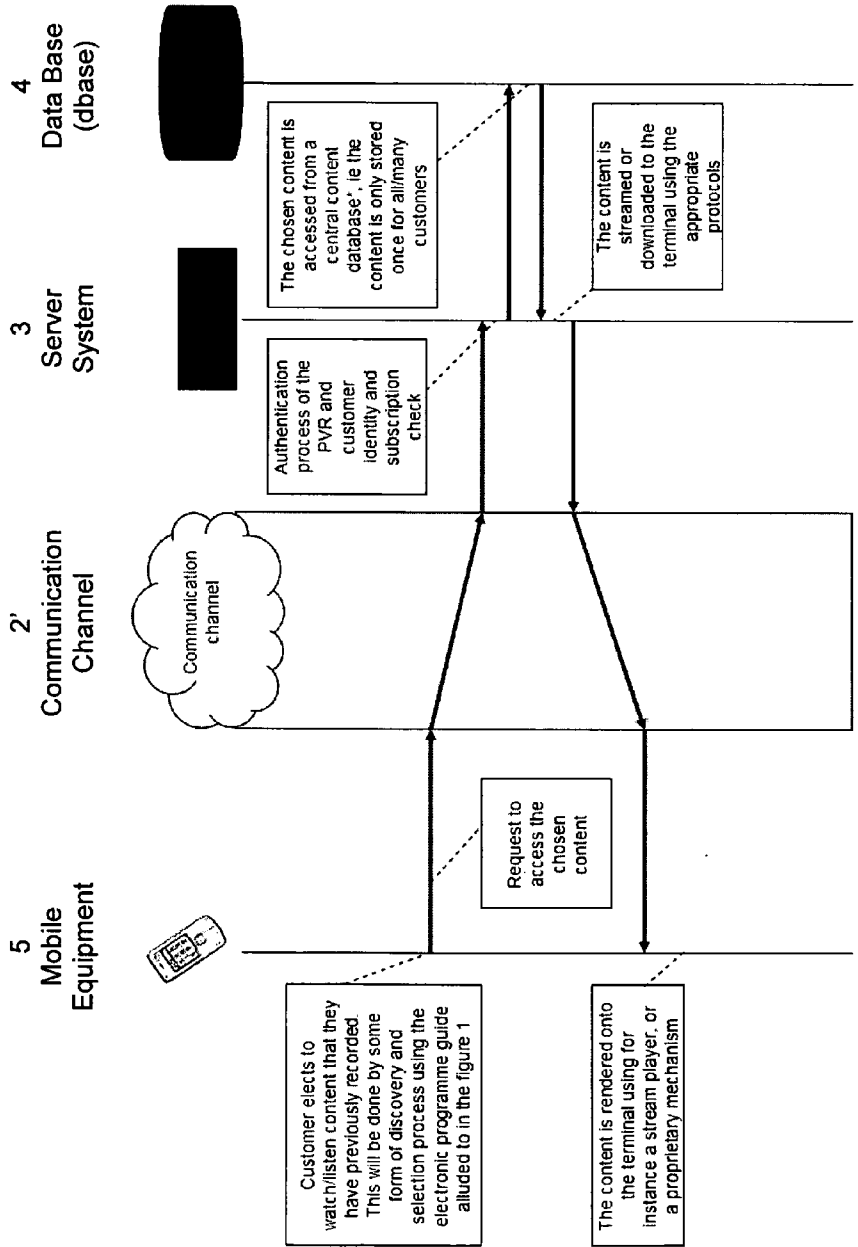 5
Mobile
Equipment
2'
Communication
Channel
3
Server
System
4
Data Base
(dbase)
Communication
channel
Customer elects to
watch/listen content that they
have previously recorded.
This will be done by some
form of discovery and
selection process using the
electronic programme guide
alluded to in the figure 1
Request to
access the
chosen
content
Authentication
process of the
PVR and
customer
identity and
subscription
check
The chosen content is
accessed from a
central content
database*, ie the
content is only stored
once for all/many
customers
The content is
streamed or
downloaded to the
terminal using the
appropriate
protocols
The content is rendered onto
the terminal using for
instance a stream player, or
a proprietary mechanism